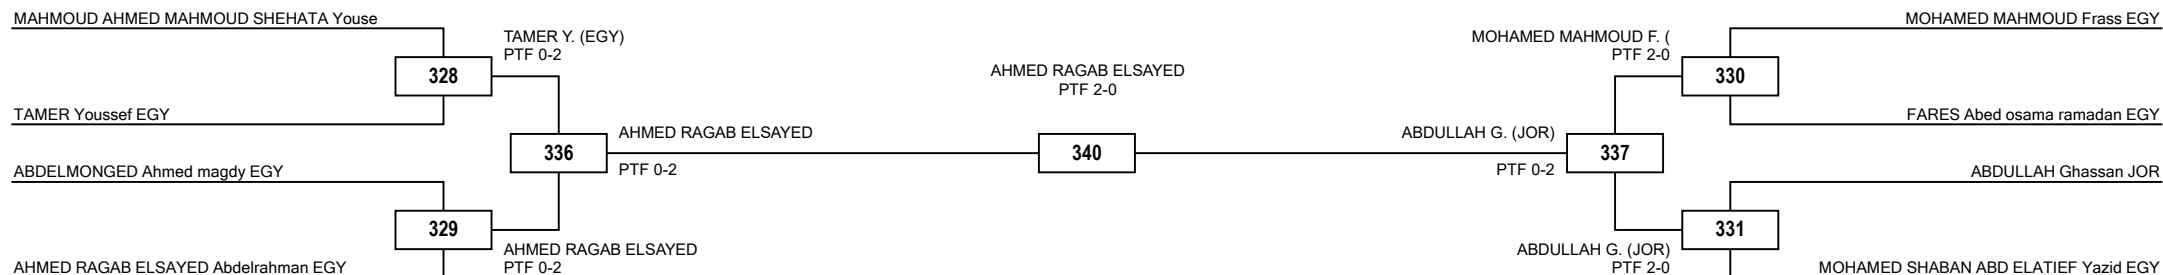 MAHMOUD AHMED MAHMOUD SHEHATA Youse
MOHAMED MAHMOUD Frass EGY
TAMER Y. (EGY)
PTF 0-2
MOHAMED MAHMOUD F. (
PTF 2-0
328
AHMED RAGAB ELSAYED
PTF 2-0
330
TAMER Youssef EGY
FARES Abed osama ramadan EGY
336
AHMED RAGAB ELSAYED
PTF 0-2
340
ABDULLAH G. (JOR)
PTF 0-2
337
ABDELMONGED Ahmed magdy EGY
ABDULLAH Ghassan JOR
329
331
AHMED RAGAB ELSAYED
PTF 0-2
ABDULLAH G. (JOR)
PTF 2-0
AHMED RAGAB ELSAYED Abdelrahman EGY
MOHAMED SHABAN ABD ELATIEF Yazid EGY